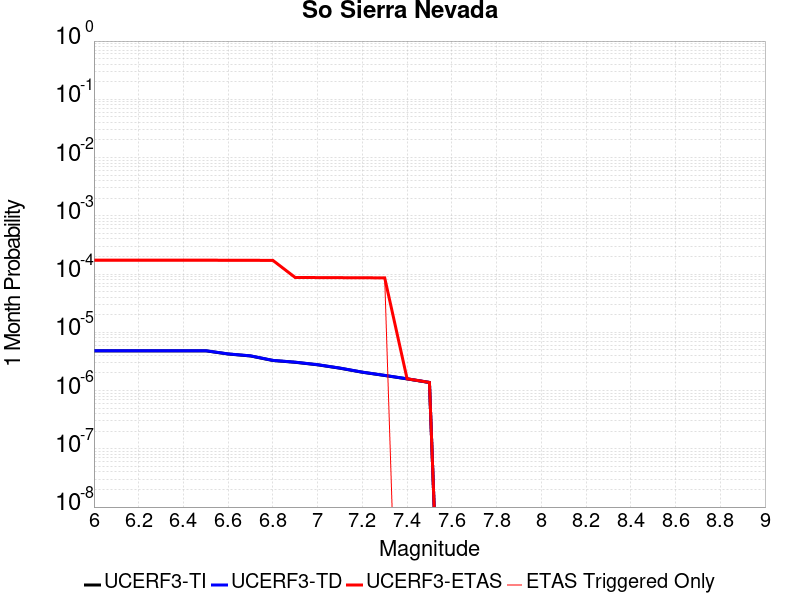 So Sierra Nevada
10^0
10^-1
10^-2
10^-3
10^-4
10^-5
10^-6
10^-7
10^-8
1 Month Probability
6 6.2 6.4 6.6 6.8 7 7.2 7.4 7.6 7.8 8 8.2 8.4 8.6 8.8 9
Magnitude
UCERF3-TI UCERF3-TD UCERF3-ETAS ETAS Triggered Only